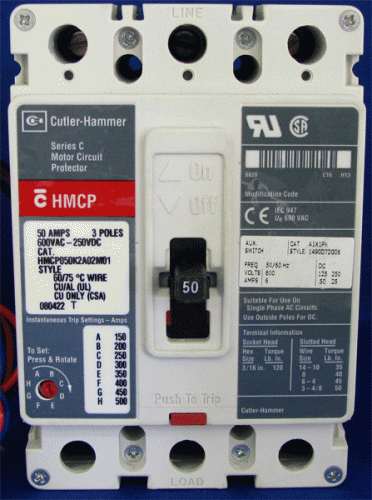 LINE
Cutler-Hammer
Series C
Motor Circuit
Protector
HMCP
50 AMPS 3 POLES
600VAC-250VDC
CAT.
HMCP050K2A02M01
STYLE
60/75 °C WIRE
CU/AL (UL)
CU ONLY (CSA)
080422 T
Instantaneous Trip Settings - Amps
To Set:
Press & Rotate
A
B
C
D
E
F
G
H
A 150
B 200
C 250
D 300
E 350
F 400
G 450
H 500
On
Off
50
Push To Trip
SA
5620 C16 H13
Modification Code
CE IEC 947
Ue 690 VAC
AUX. CAT A1X1PK
SWITCH STYLE 1490D72G06
FREQ 50/60 Hz DC
VOLTS 600 125 250
AMPS 6 .50 .25
Suitable For Use On
Single Phase AC Circuits.
Use Outside Poles For DC.
Terminal Information
Socket Head Slotted Head
Hex Torque Wire Torque
Size Lb. In. Size Lb. In.
3/16 in. 120 14 - 10 35
8 40
6 - 4 45
3 - 4/0 50
Cutler-Hammer
LOAD